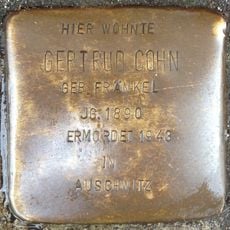 HIER WOHNTE
GERTRUD COHN
GEB. FRÄNKEL
JG. 1890
ERMORDET 1943
IN
AUSCHWITZ